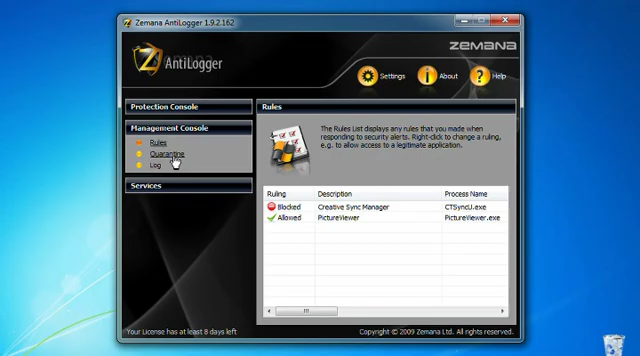 Zemana AntiLogger 1.9.2.162
ZEMANA
AntiLogger
Settings
About
Help
Protection Console
Management Console
Rules
Quarantine
Log
Services
Rules
The Rules List displays any rules that you made when
responding to security alerts. Right-click to change a ruling,
e.g. to allow access to a legitimate application.
Ruling Description Process Name
Blocked Creative Sync Manager CTSyncU.exe
Allowed PictureViewer PictureViewer.exe
Your License has at least 8 days left
Copyright © 2009 Zemana Ltd. All rights reserved.